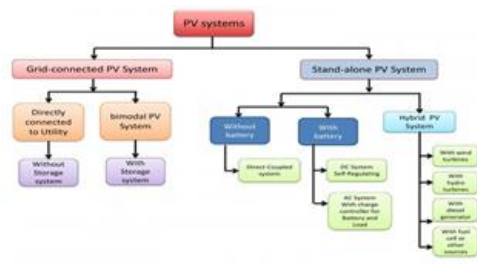 PV systems
Grid-connected PV System
Stand-alone PV System
Directly
connected
to Utility
bimodal PV
System
Without
Storage
system
With
Storage
system
Without
battery
With
battery
Hybrid PV
System
Direct Coupled
system
DC System
Self-Regulating
AC System
With charge
controller for
Battery and
Load
With wind
turbines
With
hydro
turbines
With
diesel
generator
With fuel
cell or
other
sources